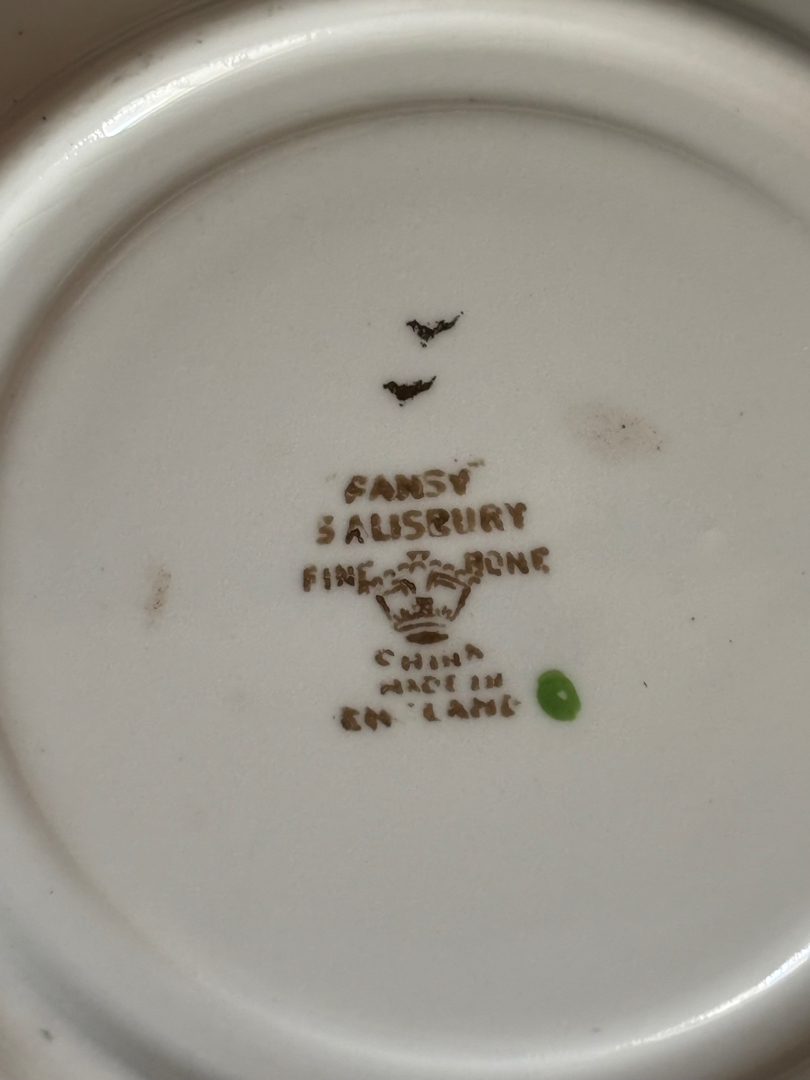 PANSY
SALISBURY
FINE BONE
CHINA
MADE IN
ENGLAND